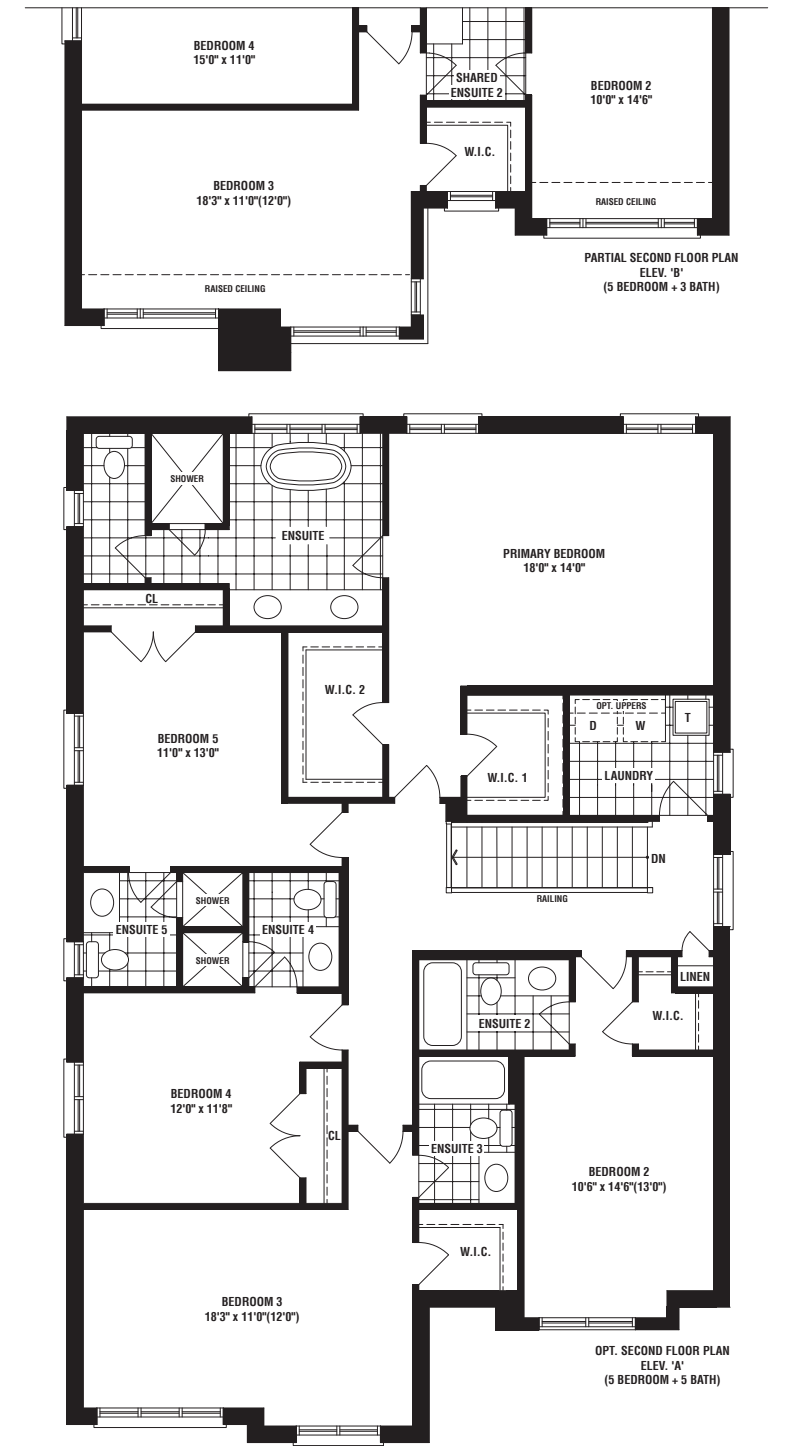 BEDROOM 4
15'0" x 11'0"
SHARED
ENSUITE 2
BEDROOM 2
10'0" x 14'6"
W.I.C.
BEDROOM 3
18'3" x 11'0"(12'0")
RAISED CEILING
RAISED CEILING
PARTIAL SECOND FLOOR PLAN
ELEV. 'B'
(5 BEDROOM + 3 BATH)
SHOWER
ENSUITE
PRIMARY BEDROOM
18'0" x 14'0"
CL
W.I.C. 2
OPT. UPPERS
D
W
T
BEDROOM 5
11'0" x 13'0"
W.I.C. 1
LAUNDRY
DN
RAILING
SHOWER
ENSUITE 5
ENSUITE 4
SHOWER
LINEN
ENSUITE 2
W.I.C.
BEDROOM 4
12'0" x 11'8"
CL
ENSUITE 3
BEDROOM 2
10'6" x 14'6"(13'0")
W.I.C.
BEDROOM 3
18'3" x 11'0"(12'0")
OPT. SECOND FLOOR PLAN
ELEV. 'A'
(5 BEDROOM + 5 BATH)